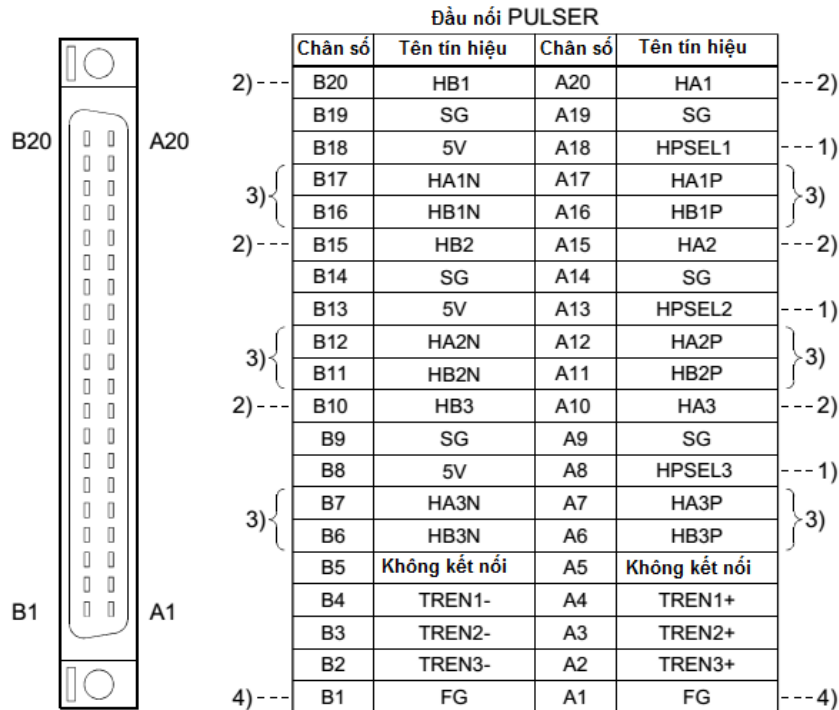 Đầu nối PULSER
Chân số Tên tín hiệu Chân số Tên tín hiệu
2) B20 HB1 A20 HA1 2)
B19 SG A19 SG
B20 A20
B18 5V A18 HPSEL1 1)
3) B17 HA1N A17 HA1P 3)
B16 HB1N A16 HB1P
2) B15 HB2 A15 HA2 2)
B14 SG A14 SG
B13 5V A13 HPSEL2 1)
3) B12 HA2N A12 HA2P 3)
B11 HB2N A11 HB2P
2) B10 HB3 A10 HA3 2)
B9 SG A9 SG
B8 5V A8 HPSEL3 1)
3) B7 HA3N A7 HA3P 3)
B6 HB3N A6 HB3P
B5 Không kết nối A5 Không kết nối
B4 TREN1- A4 TREN1+
B1 A1
B3 TREN2- A3 TREN2+
B2 TREN3- A2 TREN3+
4) B1 FG A1 FG 4)